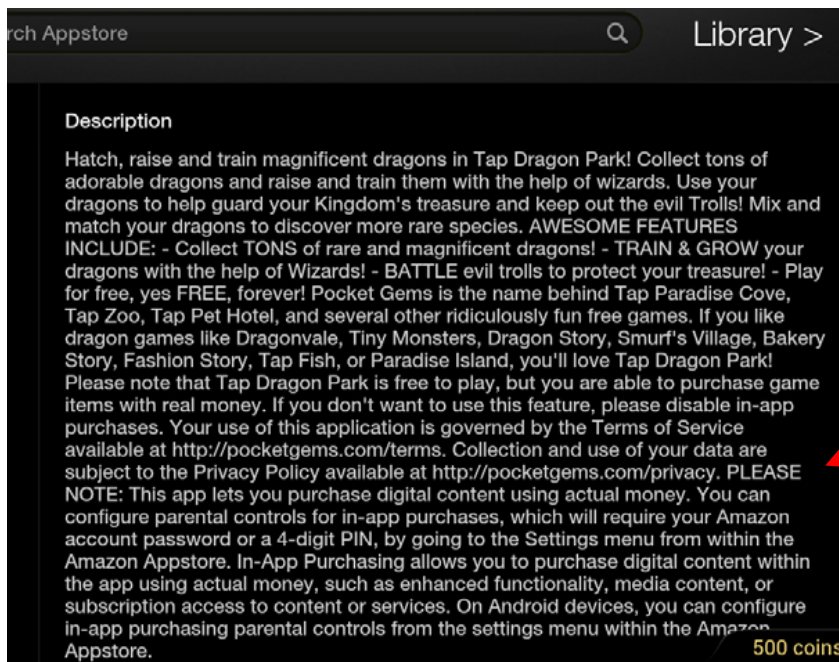 rch Appstore
Library >
Description
Hatch, raise and train magnificent dragons in Tap Dragon Park! Collect tons of
adorable dragons and raise and train them with the help of wizards. Use your
dragons to help guard your Kingdom's treasure and keep out the evil Trolls! Mix and
match your dragons to discover more rare species. AWESOME FEATURES
INCLUDE: - Collect TONS of rare and magnificent dragons! - TRAIN & GROW your
dragons with the help of Wizards! - BATTLE evil trolls to protect your treasure! - Play
for free, yes FREE, forever! Pocket Gems is the name behind Tap Paradise Cove,
Tap Zoo, Tap Pet Hotel, and several other ridiculously fun free games. If you like
dragon games like Dragonvale, Tiny Monsters, Dragon Story, Smurf's Village, Bakery
Story, Fashion Story, Tap Fish, or Paradise Island, you'll love Tap Dragon Park!
Please note that Tap Dragon Park is free to play, but you are able to purchase game
items with real money. If you don't want to use this feature, please disable in-app
purchases. Your use of this application is governed by the Terms of Service
available at http://pocketgems.com/terms. Collection and use of your data are
subject to the Privacy Policy available at http://pocketgems.com/privacy. PLEASE
NOTE: This app lets you purchase digital content using actual money. You can
configure parental controls for in-app purchases, which will require your Amazon
account password or a 4-digit PIN, by going to the Settings menu from within the
Amazon Appstore. In-App Purchasing allows you to purchase digital content within
the app using actual money, such as enhanced functionality, media content, or
subscription access to content or services. On Android devices, you can configure
in-app purchasing parental controls from the settings menu within the Amazon
Appstore.
500 coins